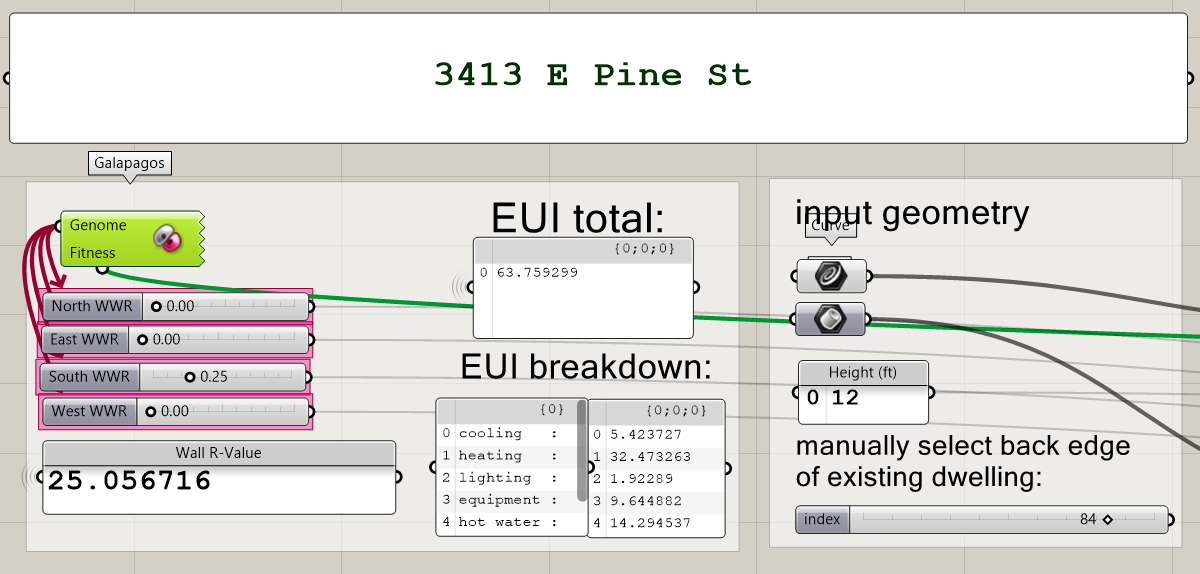 3413 E Pine St
Galapagos
Genome
Fitness
North WWR 0.00
East WWR 0.00
South WWR 0.25
West WWR 0.00
Wall R-Value
25.056716
EUI total:
{0;0;0}
0 63.759299
EUI breakdown:
{0} {0;0;0}
0 cooling : 0 5.423727
1 heating : 1 32.473263
2 lighting : 2 1.92289
3 equipment : 3 9.644882
4 hot water : 4 14.294537
input geometry
Curve
Height (ft)
0 12
manually select back edge
of existing dwelling:
index 84